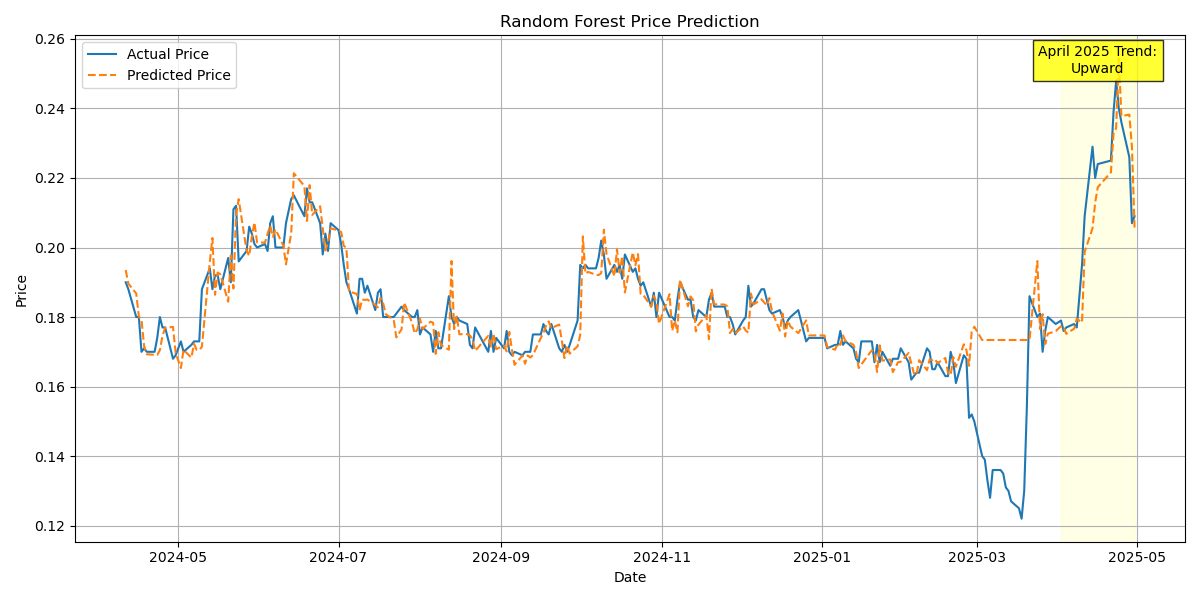 Random Forest Price Prediction
Actual Price
Predicted Price
April 2025 Trend:
Upward
Price
0.26
0.24
0.22
0.20
0.18
0.16
0.14
0.12
2024-05
2024-07
2024-09
2024-11
2025-01
2025-03
2025-05
Date